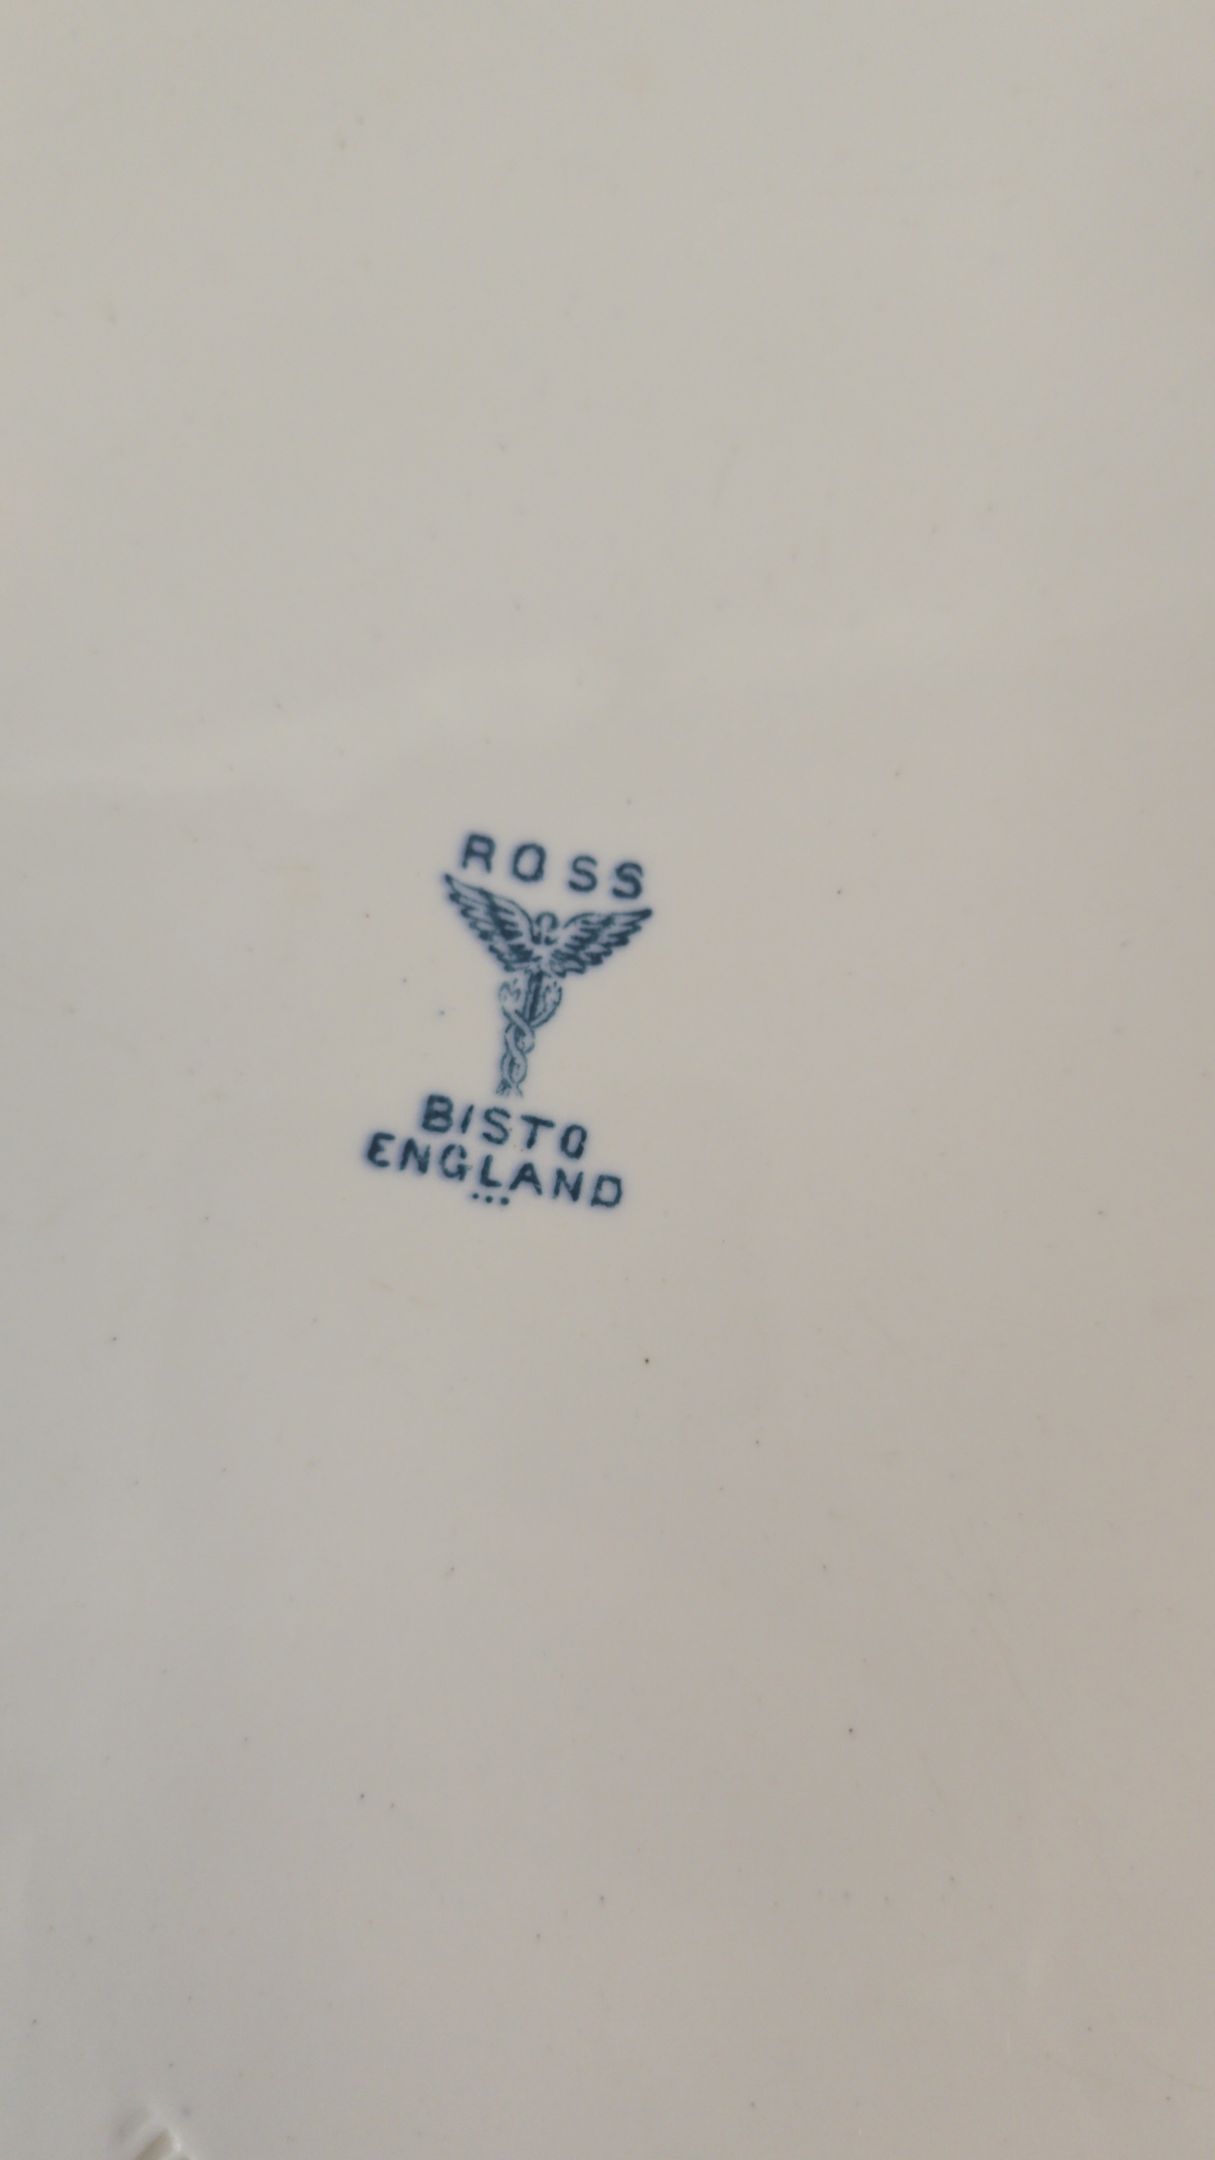 ROSS
BISTO
ENGLAND
...